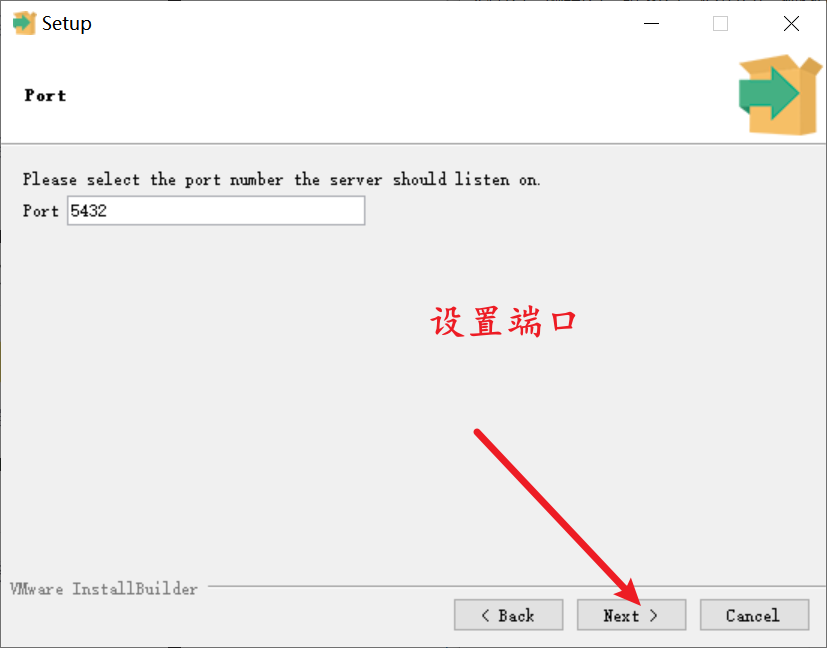 Setup
Port
Please select the port number the server should listen on.
Port 5432
设置端口
VMware InstallBuilder
< Back Next > Cancel